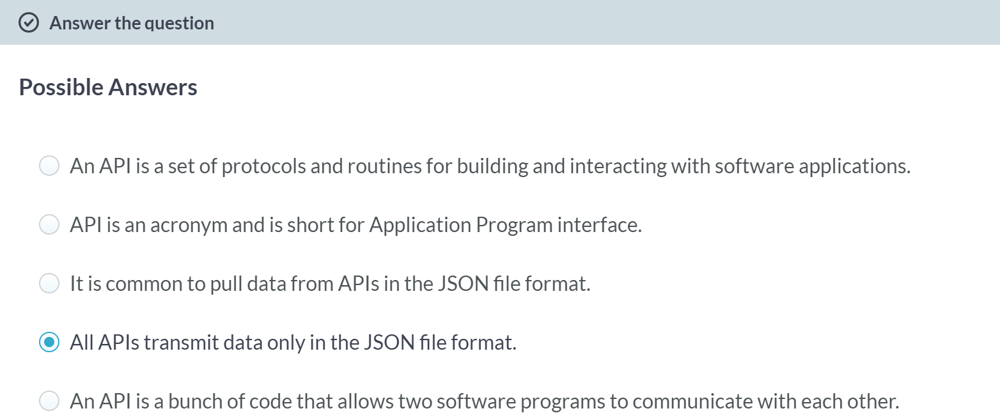 Answer the question
Possible Answers
An API is a set of protocols and routines for building and interacting with software applications.
API is an acronym and is short for Application Program interface.
It is common to pull data from APIs in the JSON file format.
All APIs transmit data only in the JSON file format.
An API is a bunch of code that allows two software programs to communicate with each other.